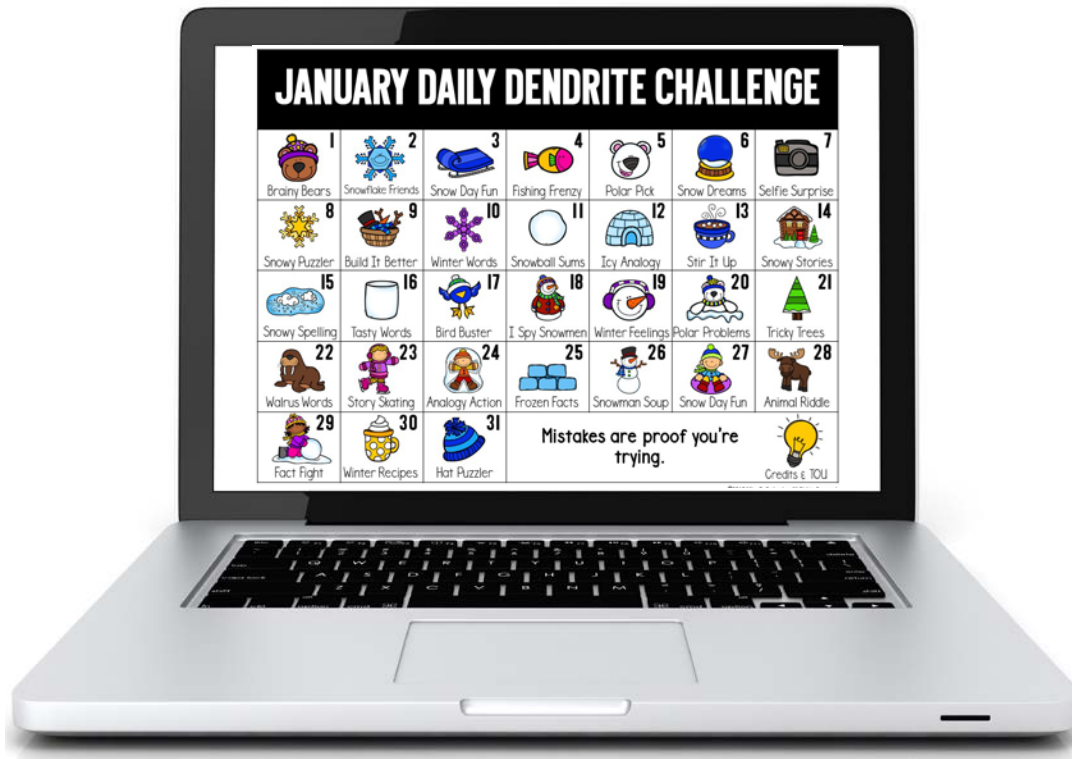 JANUARY DAILY DENDRITE CHALLENGE
1 2 3 4 5 6 7
Brainy Bears Snowflake Friends Snow Day Fun Fishing Frenzy Polar Pick Snow Dreams Selfie Surprise
8 9 10 11 12 13 14
Snowy Puzzler Build It Better Winter Words Snowball Sums Icy Analogy Stir It Up Snowy Stories
15 16 17 18 19 20 21
Snowy Spelling Tasty Words Bird Buster I Spy Snowmen Winter Feelings Polar Problems Tricky Trees
22 23 24 25 26 27 28
Walrus Words Story Skating Analogy Action Frozen Facts Snowman Soup Snow Day Fun Animal Riddle
29 30 31
Fact Fight Winter Recipes Hat Puzzler
Mistakes are proof you're
trying.
Credits & TOU